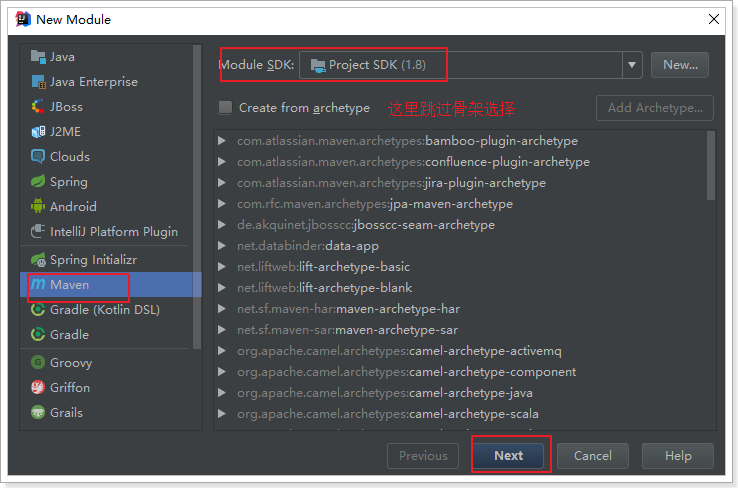 New Module
Java
Java Enterprise
JBoss
J2ME
Clouds
Spring
Android
IntelliJ Platform Plugin
Spring Initializr
Maven
Gradle (Kotlin DSL)
Gradle
Groovy
Griffon
Grails
Module SDK: Project SDK (1.8) New...
Create from archetype 这里跳过骨架选择 Add Archetype...
com.atlassian.maven.archetypes:bamboo-plugin-archetype
com.atlassian.maven.archetypes:confluence-plugin-archetype
com.atlassian.maven.archetypes:jira-plugin-archetype
com.rfc.maven.archetypes:jpa-maven-archetype
de.akquinet.jbosscc:jbosscc-seam-archetype
net.databinder:data-app
net.liftweb:lift-archetype-basic
net.liftweb:lift-archetype-blank
net.sf.maven-har:maven-archetype-har
net.sf.maven-sar:maven-archetype-sar
org.apache.camel.archetypes:camel-archetype-activemq
org.apache.camel.archetypes:camel-archetype-component
org.apache.camel.archetypes:camel-archetype-java
org.apache.camel.archetypes:camel-archetype-scala
Previous Next Cancel Help